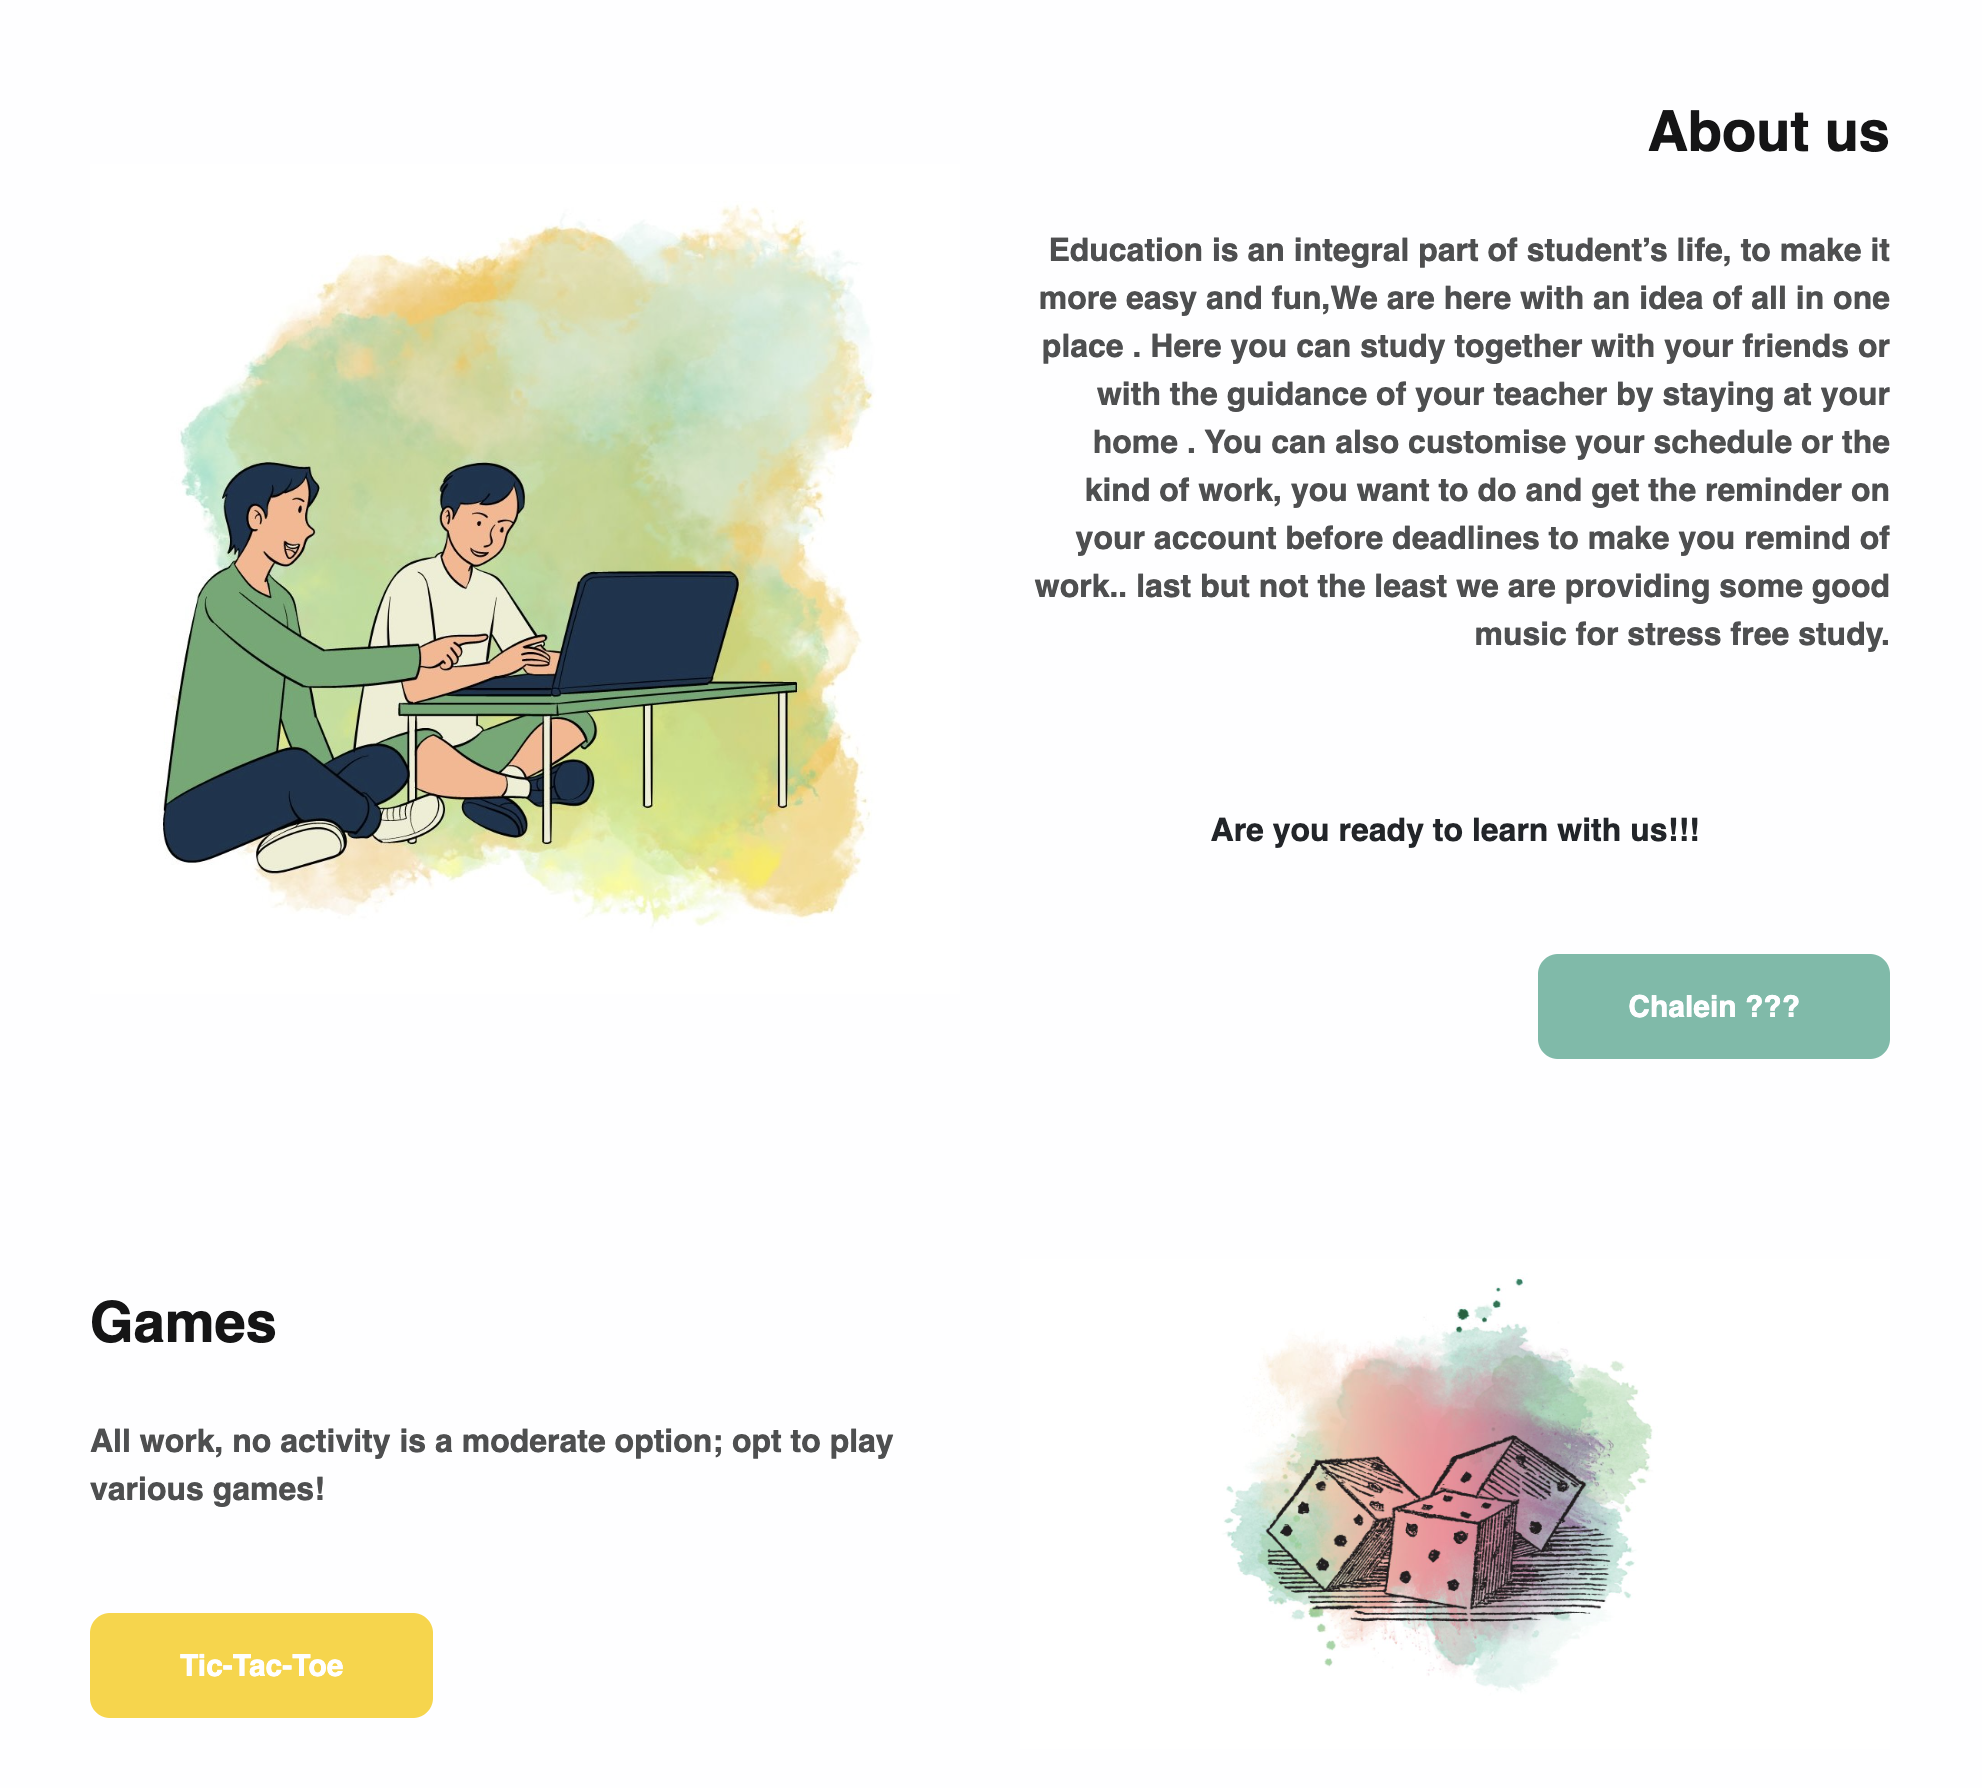 About us
Education is an integral part of student’s life, to make it
more easy and fun,We are here with an idea of all in one
place . Here you can study together with your friends or
with the guidance of your teacher by staying at your
home . You can also customise your schedule or the
kind of work, you want to do and get the reminder on
your account before deadlines to make you remind of
work.. last but not the least we are providing some good
music for stress free study.
Are you ready to learn with us!!!
Chalein ???
Games
All work, no activity is a moderate option; opt to play
various games!
Tic-Tac-Toe